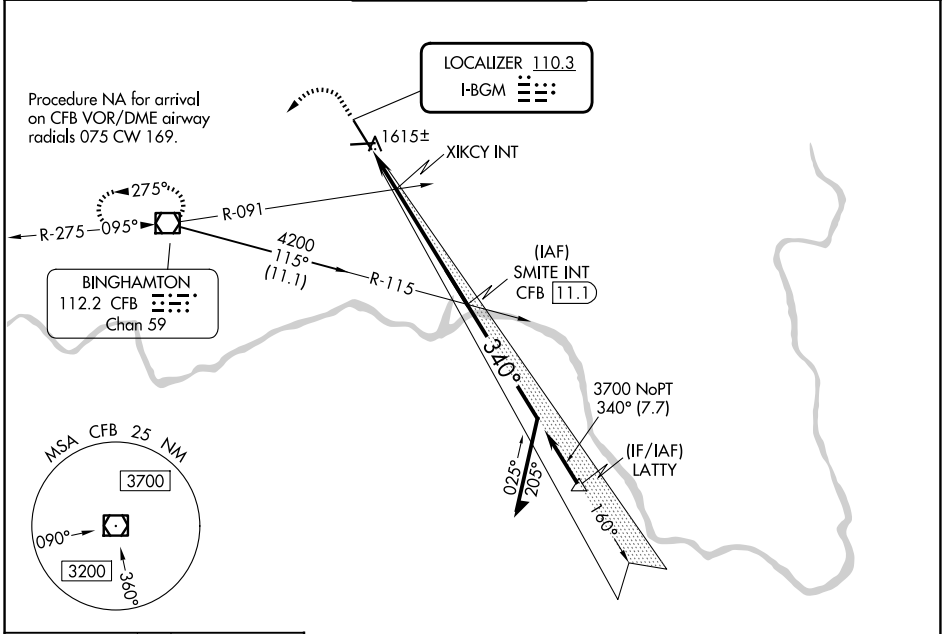 LOCALIZER 110.3
I-BGM
Procedure NA for arrival
on CFB VOR/DME airway
radials 075 CW 169.
1615±
XIKCY INT
275°
R-091
R-275
095°
4200
115°
(11.1)
R-115
(IAF)
SMITE INT
CFB 11.1
BINGHAMTON
112.2 CFB
Chan 59
340°
3700 NoPT
340° (7.7)
(IF/IAF)
LATTY
025°
205°
160°
MSA CFB 25 NM
3700
090°
3200
360°